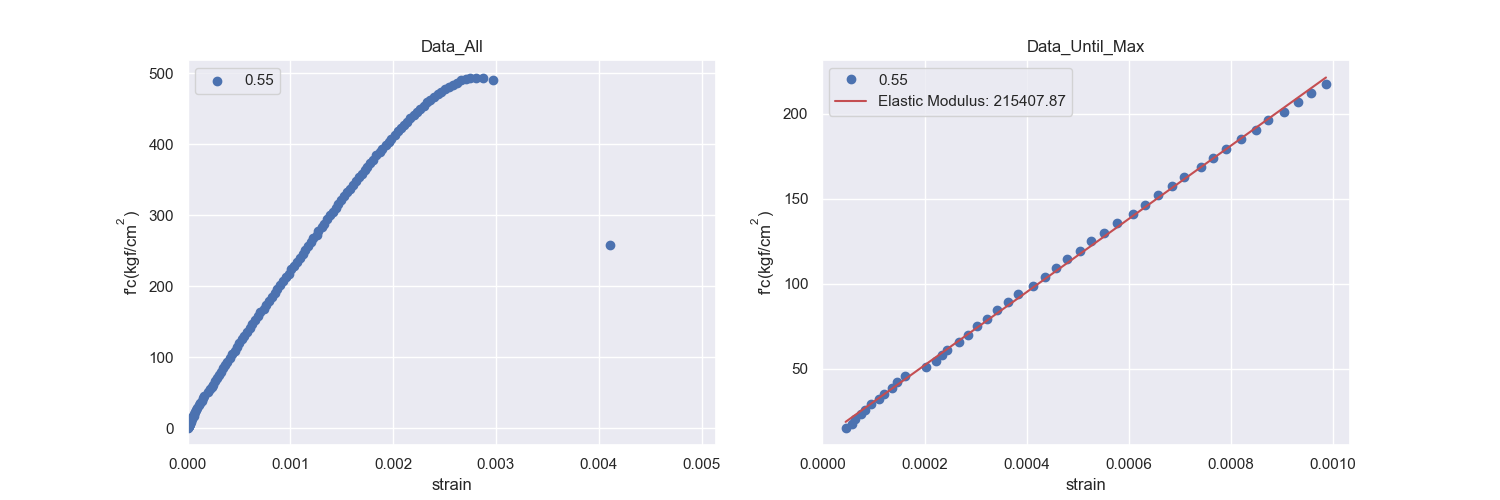 Data_All
0.55
500
400
300
200
100
0
f'c(kgf/cm²)
0.000 0.001 0.002 0.003 0.004 0.005
strain
Data_Until_Max
0.55
Elastic Modulus: 215407.87
200
150
100
50
f'c(kgf/cm²)
0.0000 0.0002 0.0004 0.0006 0.0008 0.0010
strain